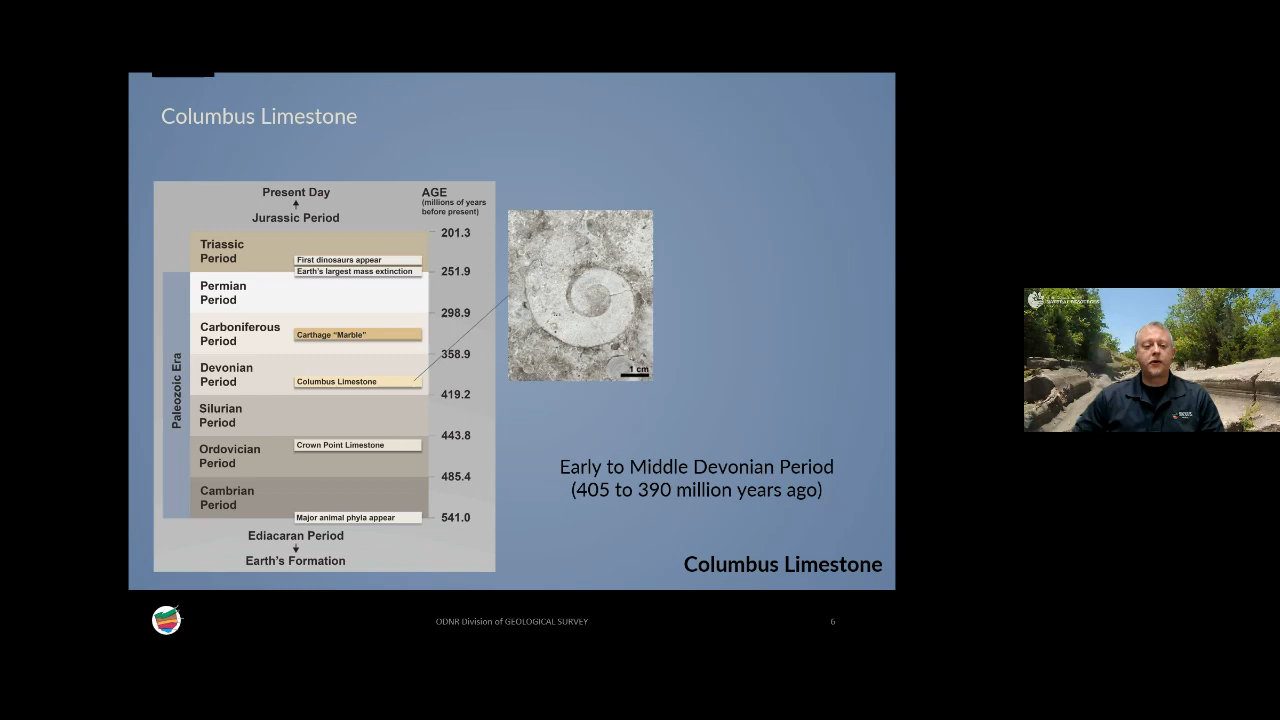 Columbus Limestone
Present Day
Jurassic Period
AGE
(millions of years
before present)
201.3
Triassic
Period
First dinosaurs appear
Earth's largest mass extinction
251.9
Permian
Period
298.9
Carboniferous
Period
Carthage "Marble"
358.9
Devonian
Period
Columbus Limestone
419.2
Silurian
Period
443.8
Ordovician
Period
Crown Point Limestone
485.4
Cambrian
Period
Major animal phyla appear
541.0
Paleozoic Era
Ediacaran Period
Earth's Formation
1 cm
Early to Middle Devonian Period
(405 to 390 million years ago)
Columbus Limestone
ODNR Division of GEOLOGICAL SURVEY
6